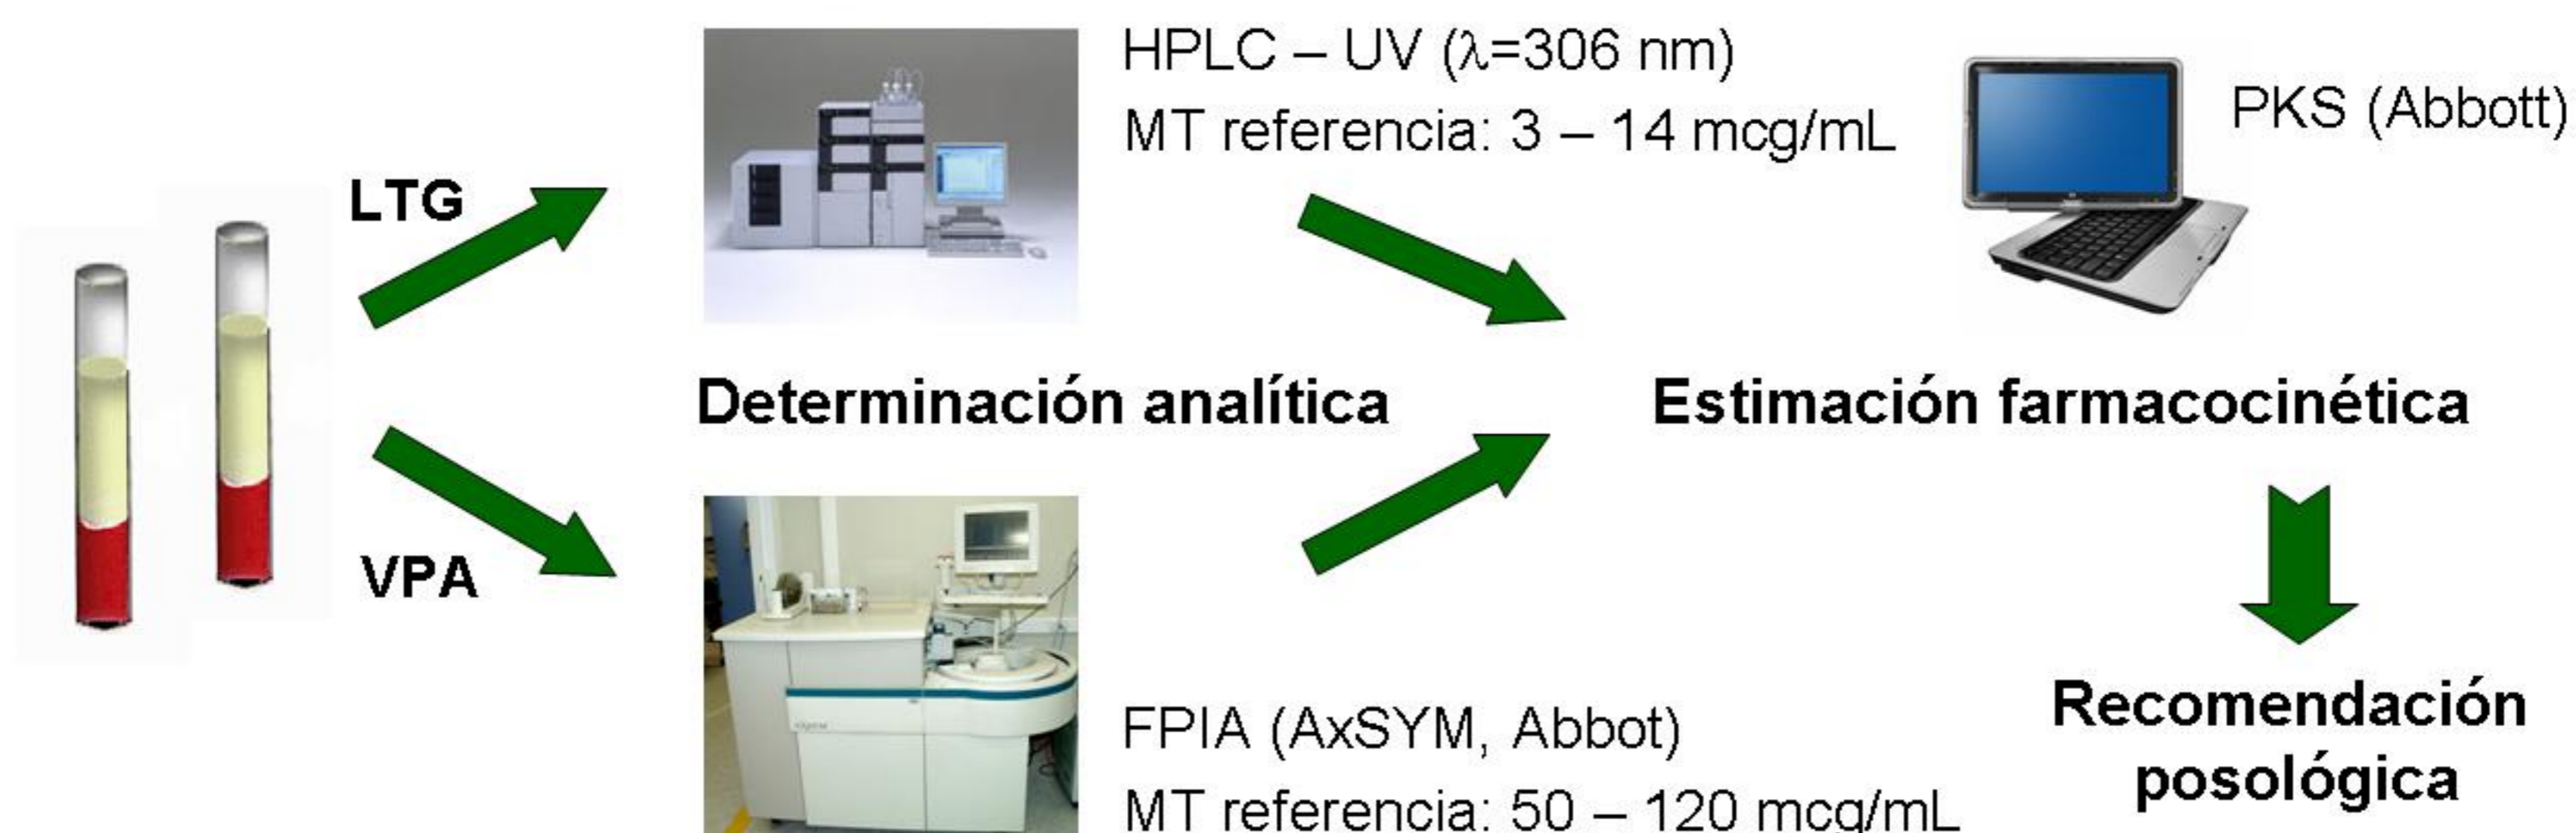 LTG
VPA
HPLC – UV (λ=306 nm)
MT referencia: 3 – 14 mcg/mL
PKS (Abbott)
Determinación analítica
Estimación farmacocinética
FPIA (AxSYM, Abbot)
MT referencia: 50 – 120 mcg/mL
Recomendación
posológica